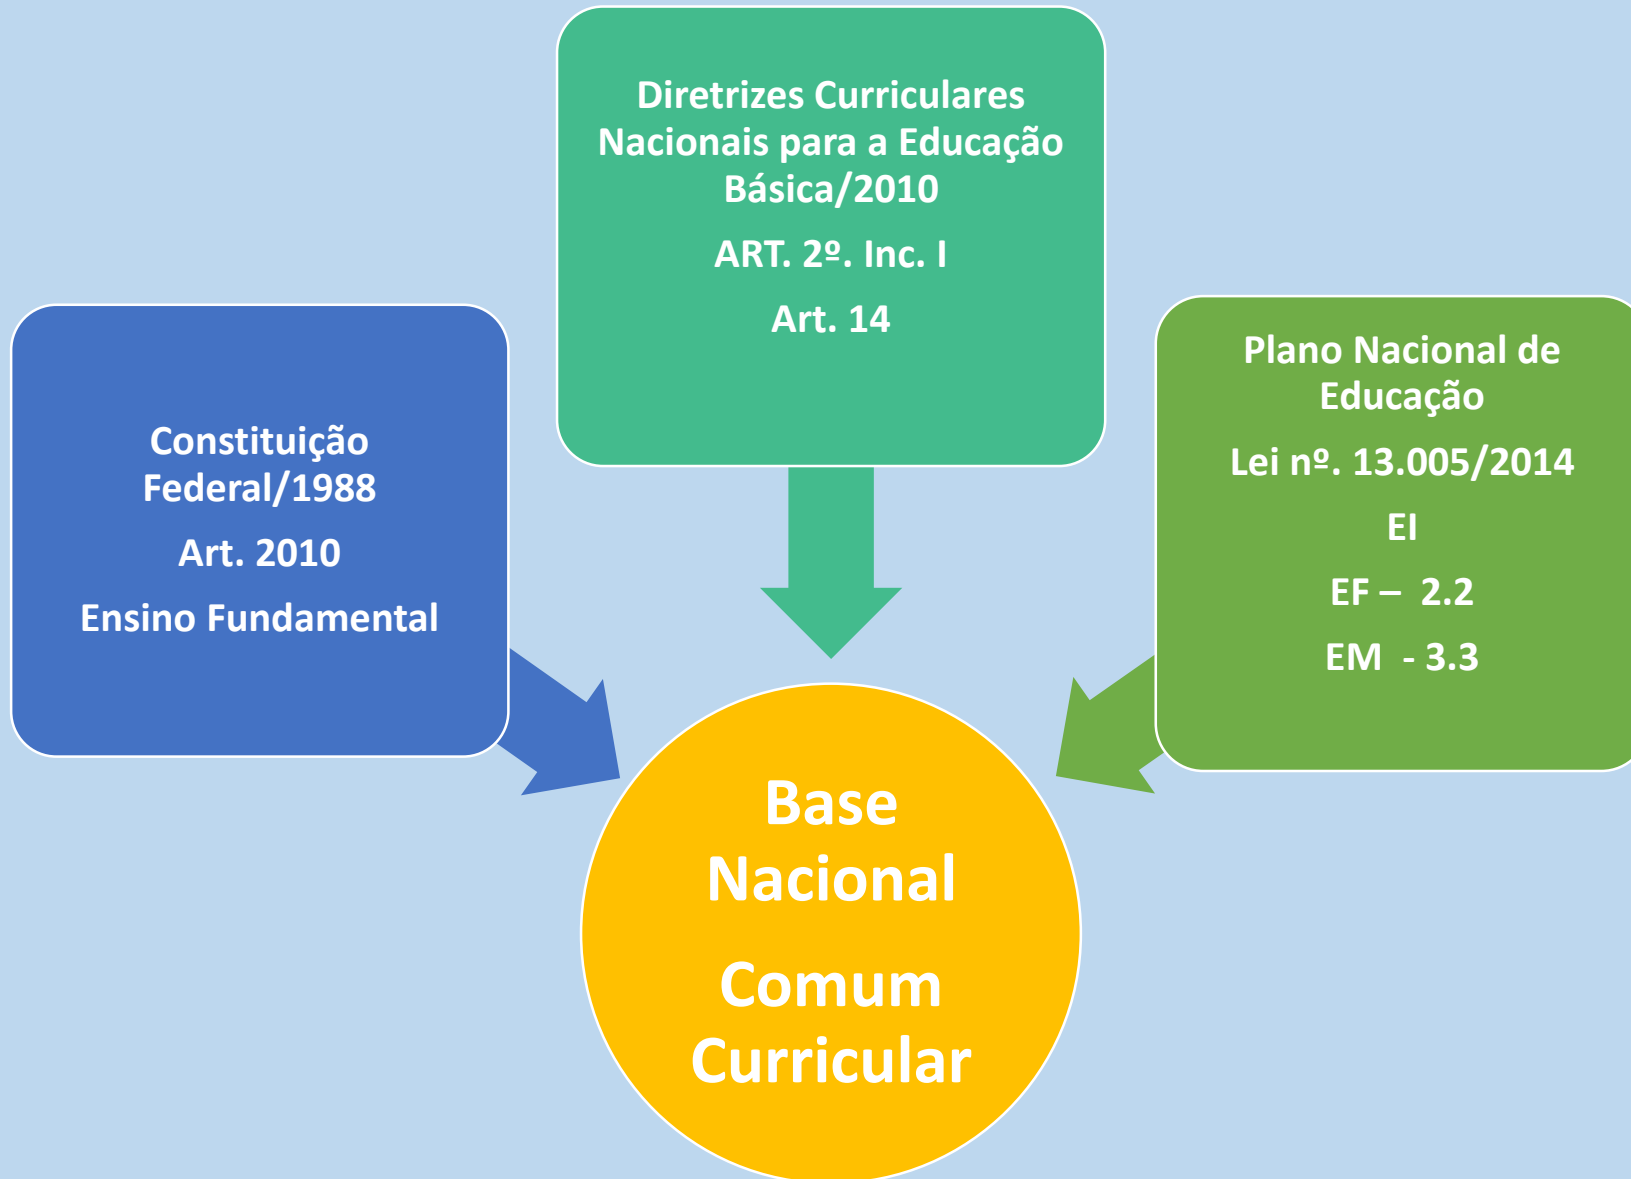 Diretrizes Curriculares
Nacionais para a Educação
Básica/2010
ART. 2º. Inc. I
Art. 14
Constituição
Federal/1988
Art. 2010
Ensino Fundamental
Plano Nacional de
Educação
Lei nº. 13.005/2014
EI
EF – 2.2
EM - 3.3
Base
Nacional
Comum
Curricular